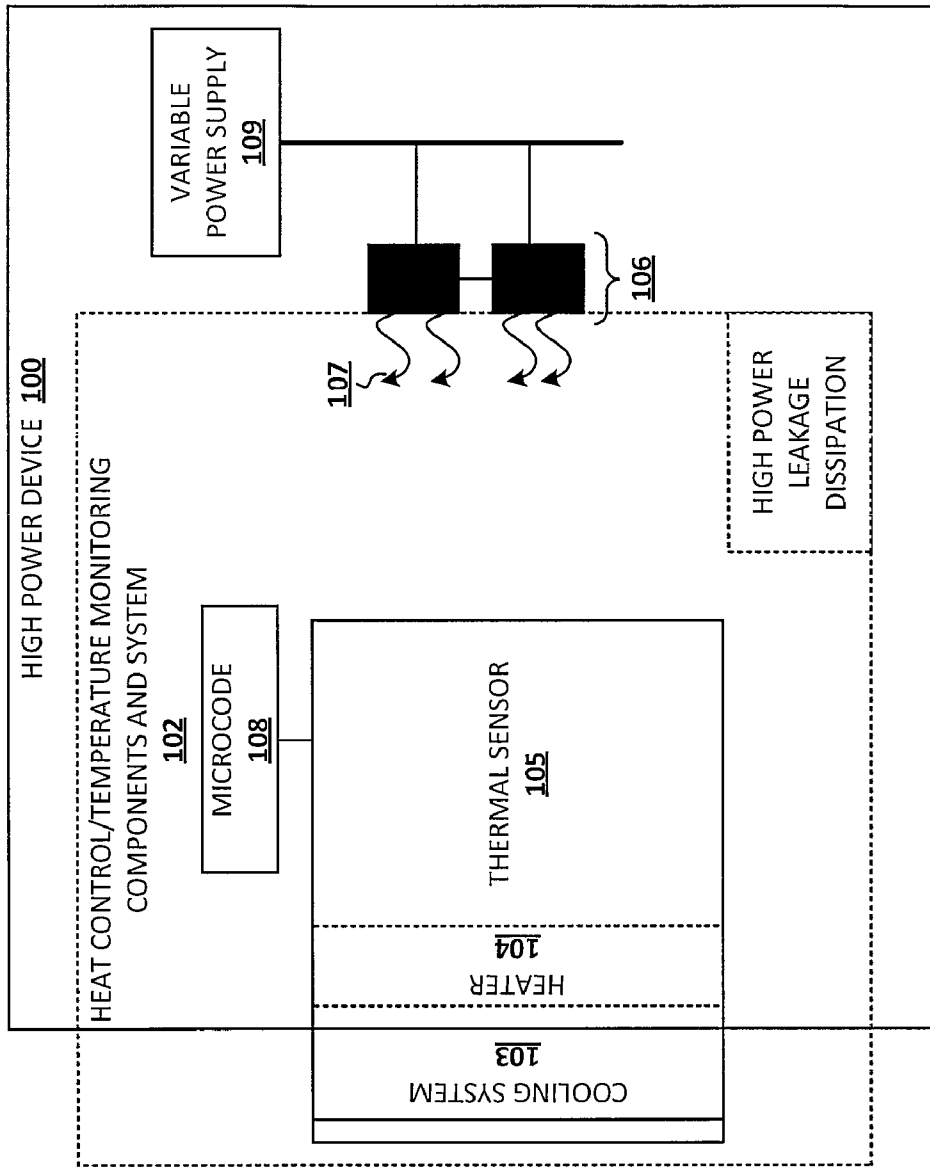 HIGH POWER DEVICE 100
HEAT CONTROL/TEMPERATURE MONITORING
COMPONENTS AND SYSTEM
102
MICROCODE
108
VARIABLE
POWER SUPPLY
109
107
106
THERMAL SENSOR
105
HEATER
104
COOLING SYSTEM
103
HIGH POWER
LEAKAGE
DISSIPATION